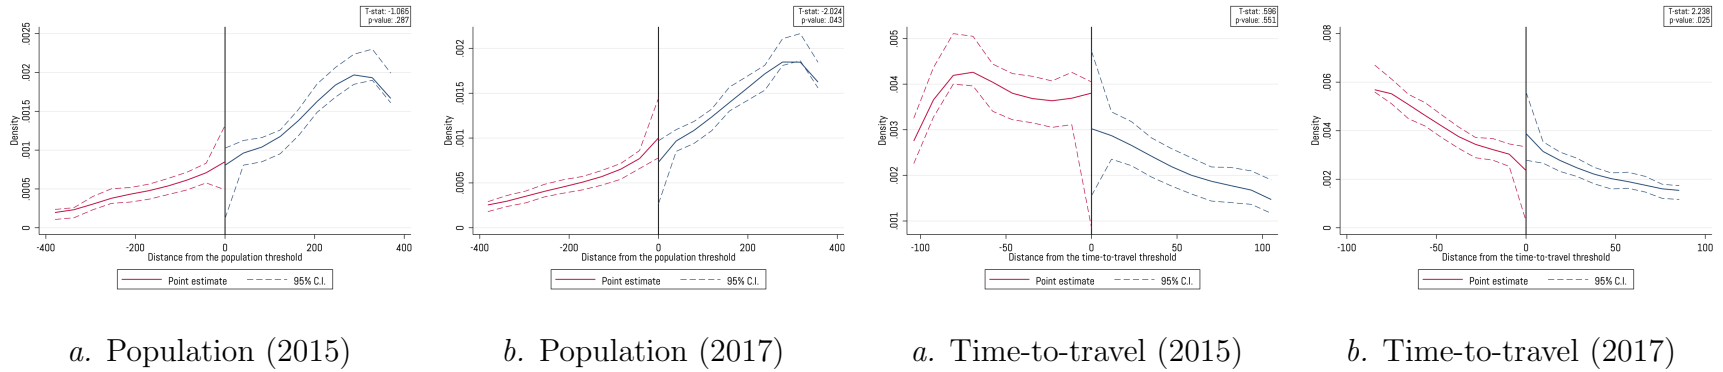 T-stat: -1.065
p-value: .287
Density
.0025
.002
.0015
.001
.0005
0
-400 -200 0 200 400
Distance from the population threshold
Point estimate 95% C.I.
a. Population (2015)
T-stat: -2.024
p-value: .043
Density
.002
.0015
.001
.0005
0
-400 -200 0 200 400
Distance from the population threshold
Point estimate 95% C.I.
b. Population (2017)
T-stat: .596
p-value: .551
Density
.005
.004
.003
.002
.001
-100 -50 0 50 100
Distance from the time-to-travel threshold
Point estimate 95% C.I.
a. Time-to-travel (2015)
T-stat: 2.238
p-value: .025
Density
.008
.006
.004
.002
0
-100 -50 0 50 100
Distance from the time-to-travel threshold
Point estimate 95% C.I.
b. Time-to-travel (2017)